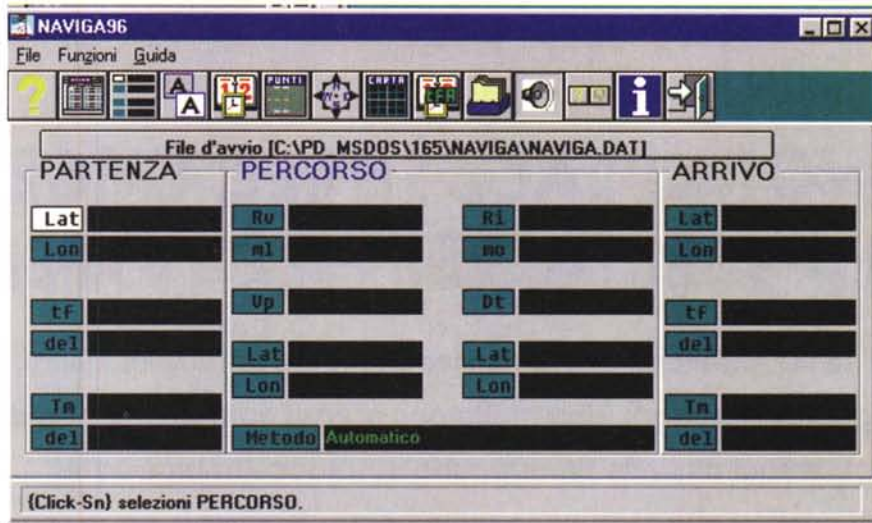 NAVIGA96
File Funzioni Guida
PUNTI
CARTA
File d'avvio [C:\PD_MSDOS\165\NAVIGA\NAVIGA.DAT]
PARTENZA PERCORSO ARRIVO
Lat Rv Ri Lat
Lon ml mo Lon
tf Vp Dt tf
del Lat Lat del
Lon Lon
Tm Tm
del Metodo Automatico del
{Click-Sn} selezioni PERCORSO.